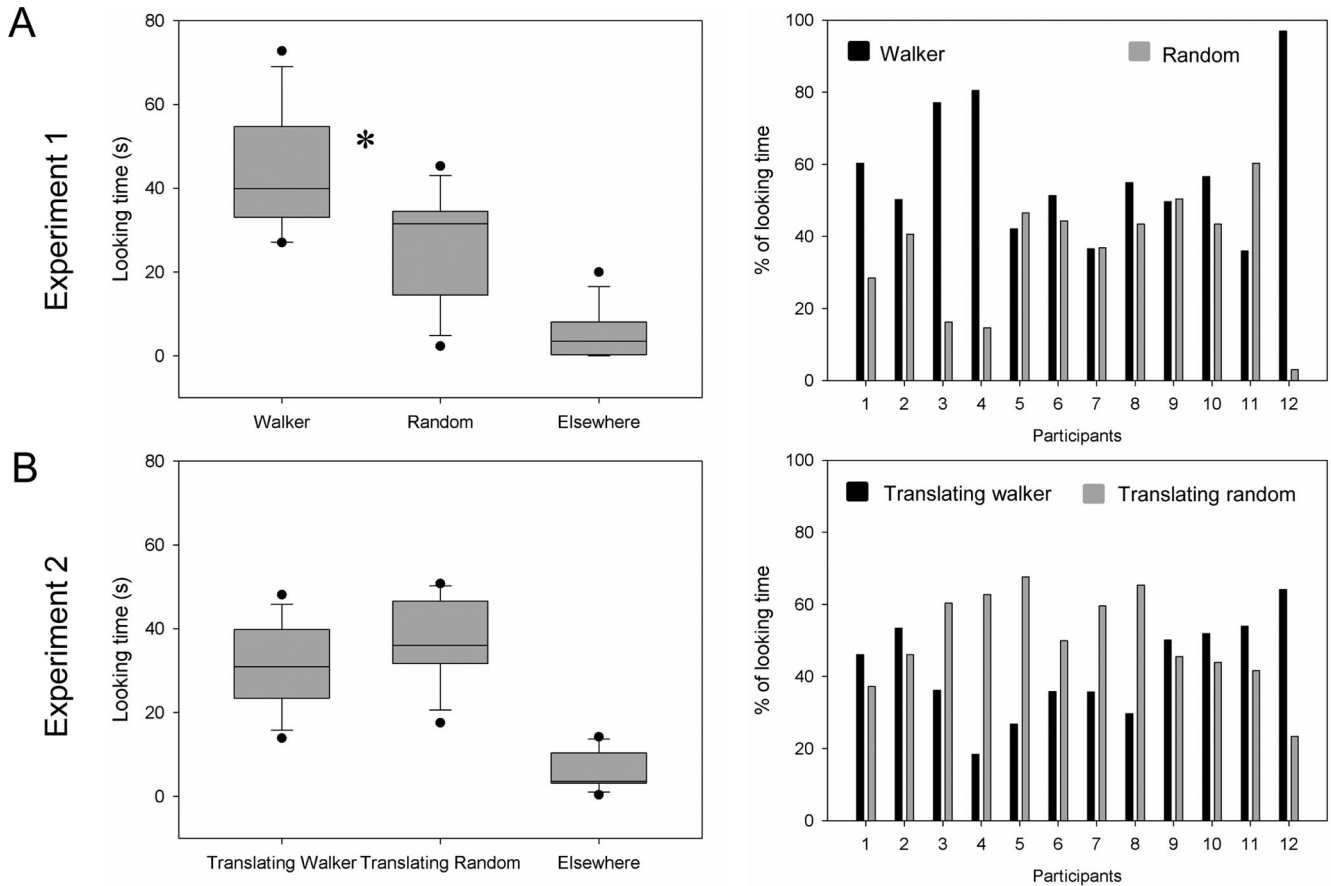 A
Experiment 1
Looking time (s)
80
60
40
20
0
*
Walker
Random
Elsewhere
% of looking time
100
80
60
40
20
0
Walker
Random
1 2 3 4 5 6 7 8 9 10 11 12
Participants
B
Experiment 2
Looking time (s)
80
60
40
20
0
Translating Walker
Translating Random
Elsewhere
% of looking time
100
80
60
40
20
0
Translating walker
Translating random
1 2 3 4 5 6 7 8 9 10 11 12
Participants